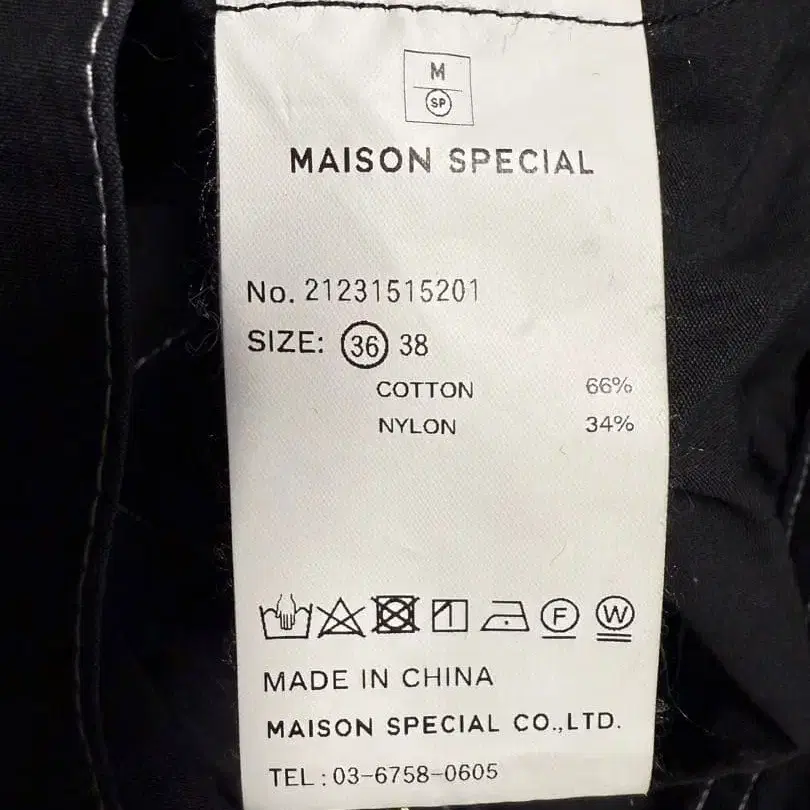 M
SP
MAISON SPECIAL
No. 21231515201
SIZE: 36 38
COTTON 66%
NYLON 34%
F W
MADE IN CHINA
MAISON SPECIAL CO.,LTD.
TEL : 03-6758-0605